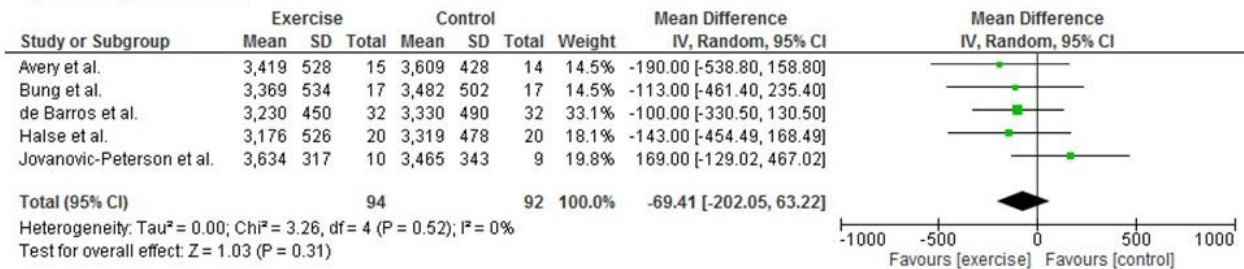 Exercise Control Mean Difference Mean Difference
Study or Subgroup Mean SD Total Mean SD Total Weight IV, Random, 95% CI IV, Random, 95% CI
Avery et al. 3,419 528 15 3,609 428 14 14.5% -190.00 [-538.80, 158.80]
Bung et al. 3,369 534 17 3,482 502 17 14.5% -113.00 [-461.40, 235.40]
de Barros et al. 3,230 450 32 3,330 490 32 33.1% -100.00 [-330.50, 130.50]
Halse et al. 3,176 526 20 3,319 478 20 18.1% -143.00 [-454.49, 168.49]
Jovanovic-Peterson et al. 3,634 317 10 3,465 343 9 19.8% 169.00 [-129.02, 467.02]
Total (95% CI) 94 92 100.0% -69.41 [-202.05, 63.22]
Heterogeneity: Tau² = 0.00; Chi² = 3.26, df = 4 (P = 0.52); I² = 0%
Test for overall effect: Z = 1.03 (P = 0.31)
-1000 -500 0 500 1000
Favours [exercise] Favours [control]